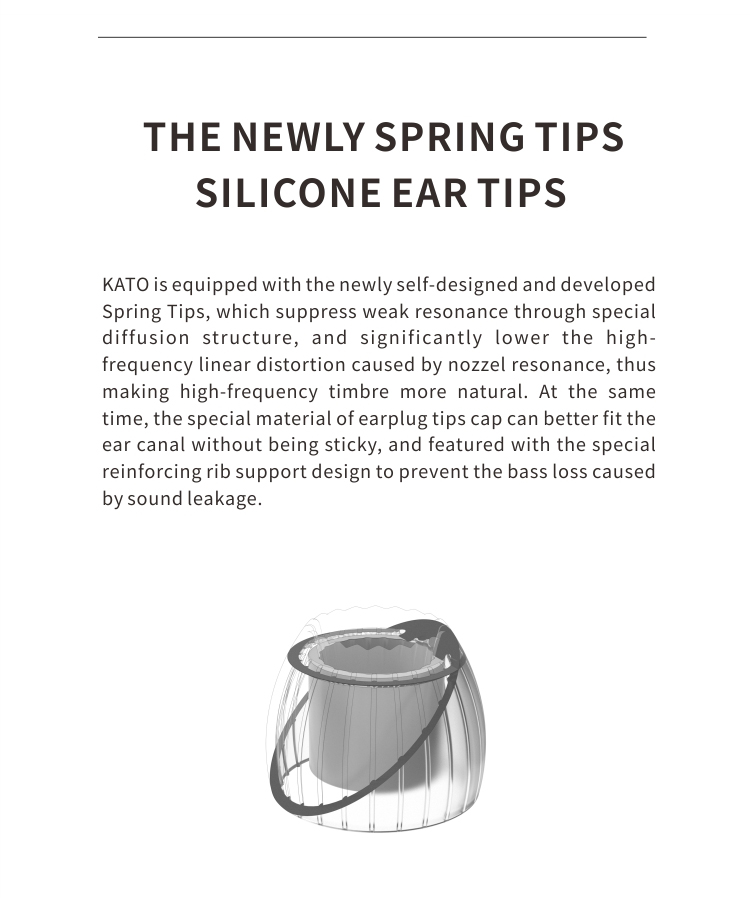 THE NEWLY SPRING TIPS
SILICONE EAR TIPS
KATO is equipped with the newly self-designed and developed
Spring Tips, which suppress weak resonance through special
diffusion structure, and significantly lower the high-
frequency linear distortion caused by nozzel resonance, thus
making high-frequency timbre more natural. At the same
time, the special material of earplug tips cap can better fit the
ear canal without being sticky, and featured with the special
reinforcing rib support design to prevent the bass loss caused
by sound leakage.